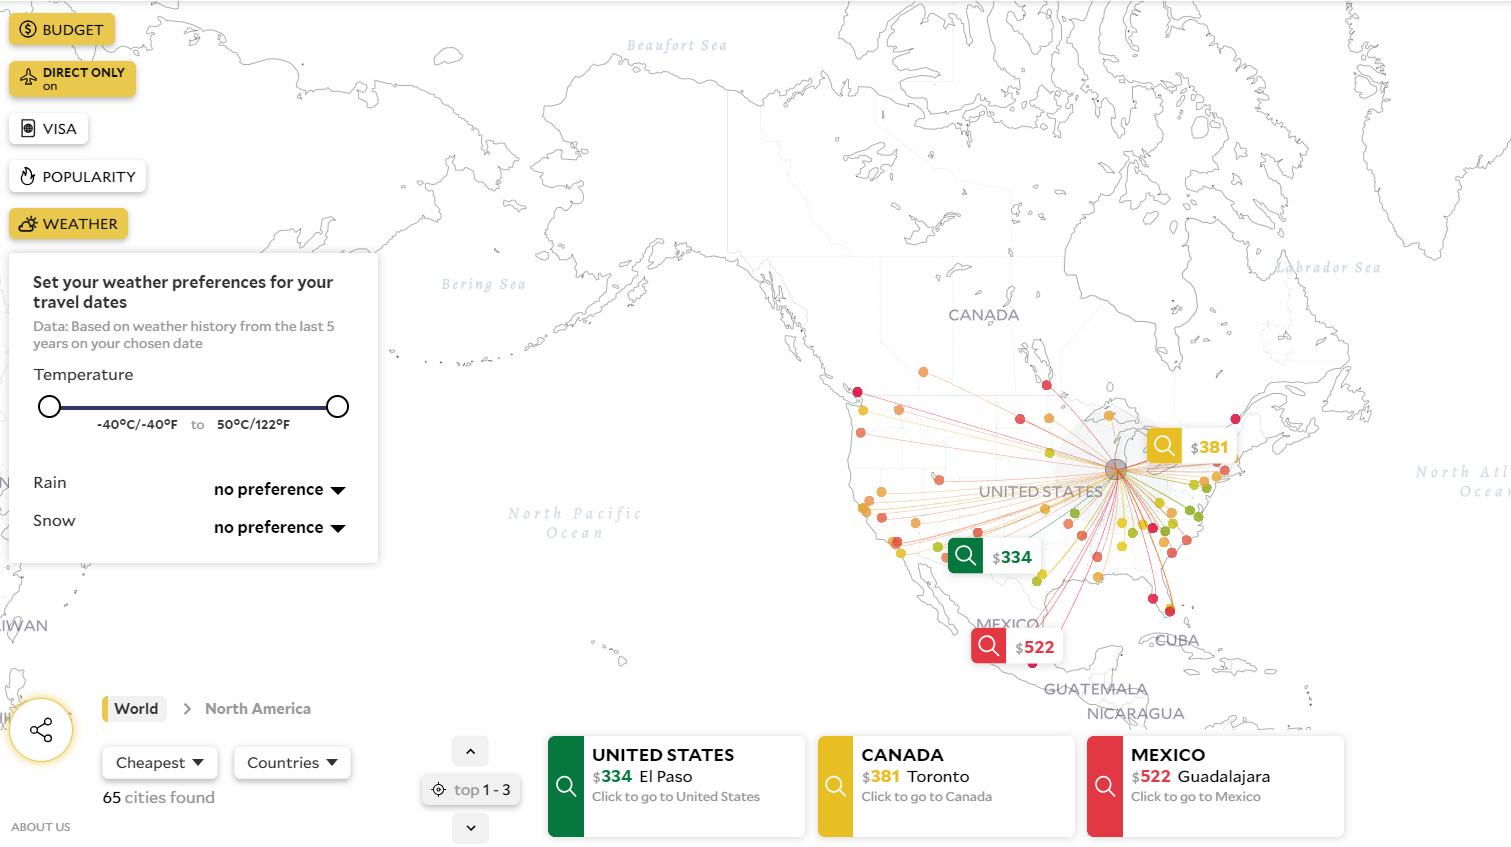 BUDGET
DIRECT ONLY
on
VISA
POPULARITY
WEATHER
Set your weather preferences for your
travel dates
Data: Based on weather history from the last 5
years on your chosen date
Temperature
-40°C/-40°F to 50°C/122°F
Rain no preference
Snow no preference
Beaufort Sea
Bering Sea
Labrador Sea
CANADA
$381
UNITED STATES
North Pacific
Ocean
North Atl
Ocean
$334
MEXICO
$522
CUBA
GUATEMALA
NICARAGUA
IWAN
World > North America
Cheapest
Countries
65 cities found
top 1 - 3
UNITED STATES
$334 El Paso
Click to go to United States
CANADA
$381 Toronto
Click to go to Canada
MEXICO
$522 Guadalajara
Click to go to Mexico
ABOUT US